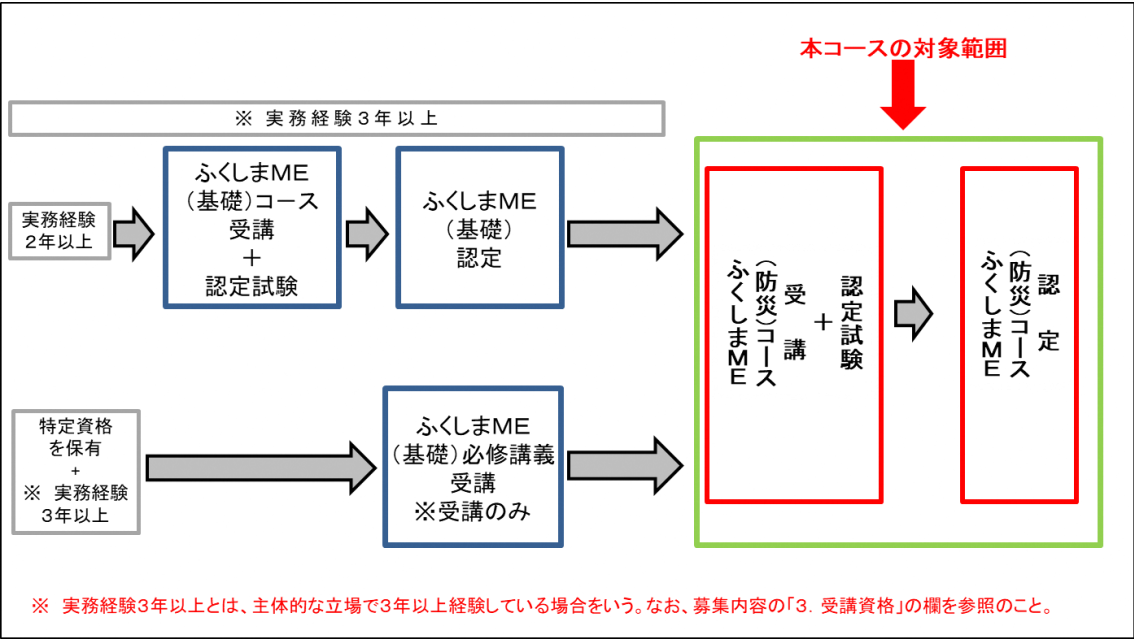 本コースの対象範囲
※ 実務経験３年以上
実務経験
２年以上
ふくしまＭＥ
（基礎）コース
受講
＋
認定試験
ふくしまＭＥ
（基礎）
認定
ふくしまＭＥ
（防災）コース
受 講
＋
認定試験
ふくしまＭＥ
（防災）コース
認 定
特定資格
を保有
+
※ 実務経験
３年以上
ふくしまＭＥ
（基礎）必修講義
受講
※受講のみ
※ 実務経験３年以上とは、主体的な立場で３年以上経験している場合をいう。なお、募集内容の「３．受講資格」の欄を参照のこと。